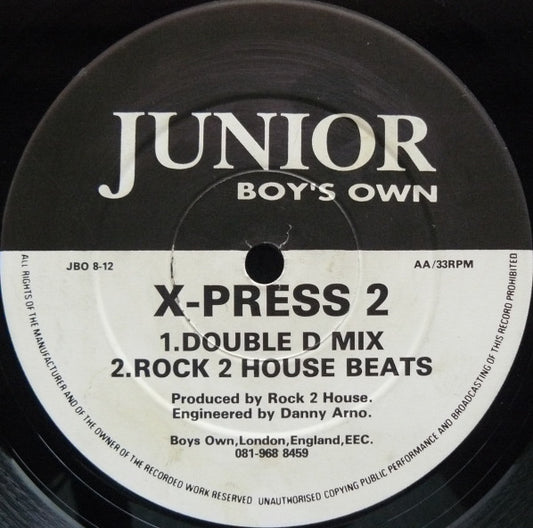 JUNIOR
BOY'S OWN
JBO 8-12
AA/33RPM
X-PRESS 2
1.DOUBLE D MIX
2.ROCK 2 HOUSE BEATS
Produced by Rock 2 House.
Engineered by Danny Arno.
Boys Own,London,England,EEC.
081-968 8459
ALL RIGHTS OF THE MANUFACTURER AND OF THE OWNER OF THE RECORDED WORK RESERVED UNAUTHORISED COPYING PUBLIC PERFORMANCE AND BROADCASTING OF THIS RECORD PROHIBITED